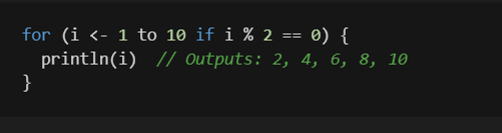 for (i <- 1 to 10 if i % 2 == 0) {
  println(i)  // Outputs: 2, 4, 6, 8, 10
}